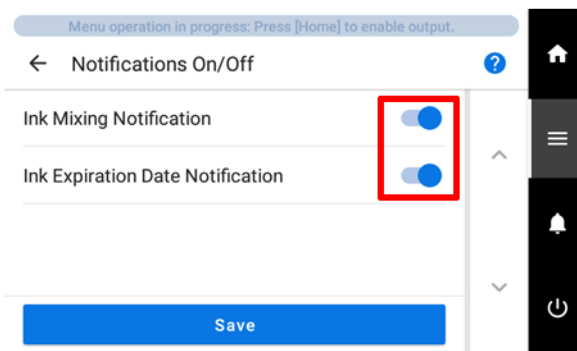 Menu operation in progress: Press [Home] to enable output.
Notifications On/Off
?
Ink Mixing Notification
Ink Expiration Date Notification
Save